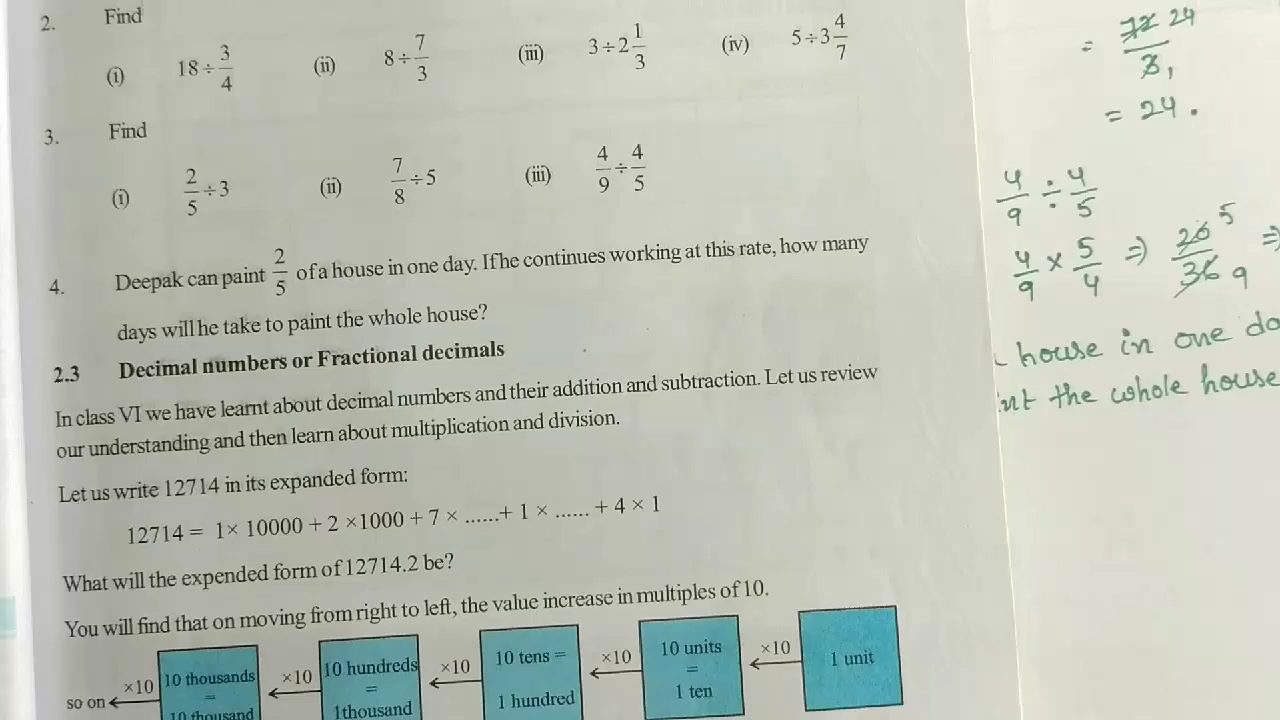 2. Find
(i) 18 ÷ 3/4 (ii) 8 ÷ 7/3 (iii) 3 ÷ 2 1/3 (iv) 5 ÷ 3 4/7
3. Find
(i) 2/5 ÷ 3 (ii) 7/8 ÷ 5 (iii) 4/9 ÷ 4/5
4. Deepak can paint 2/5 of a house in one day. If he continues working at this rate, how many
days will he take to paint the whole house?
2.3 Decimal numbers or Fractional decimals
In class VI we have learnt about decimal numbers and their addition and subtraction. Let us review
our understanding and then learn about multiplication and division.
Let us write 12714 in its expanded form:
12714 = 1× 10000 + 2 ×1000 + 7 × ......+ 1 × ...... + 4 × 1
What will the expended form of 12714.2 be?
You will find that on moving from right to left, the value increase in multiples of 10.
so on ×10 10 thousands = 10 thousand ×10 10 hundreds = 1thousand ×10 10 tens = 1 hundred ×10 10 units = 1 ten ×10 1 unit
= 72 24 / 3 1
= 24 .
4/9 ÷ 4/5
4/9 × 5/4 ⇒ 20 5 / 36 9 ⇒
house in one da
the whole house